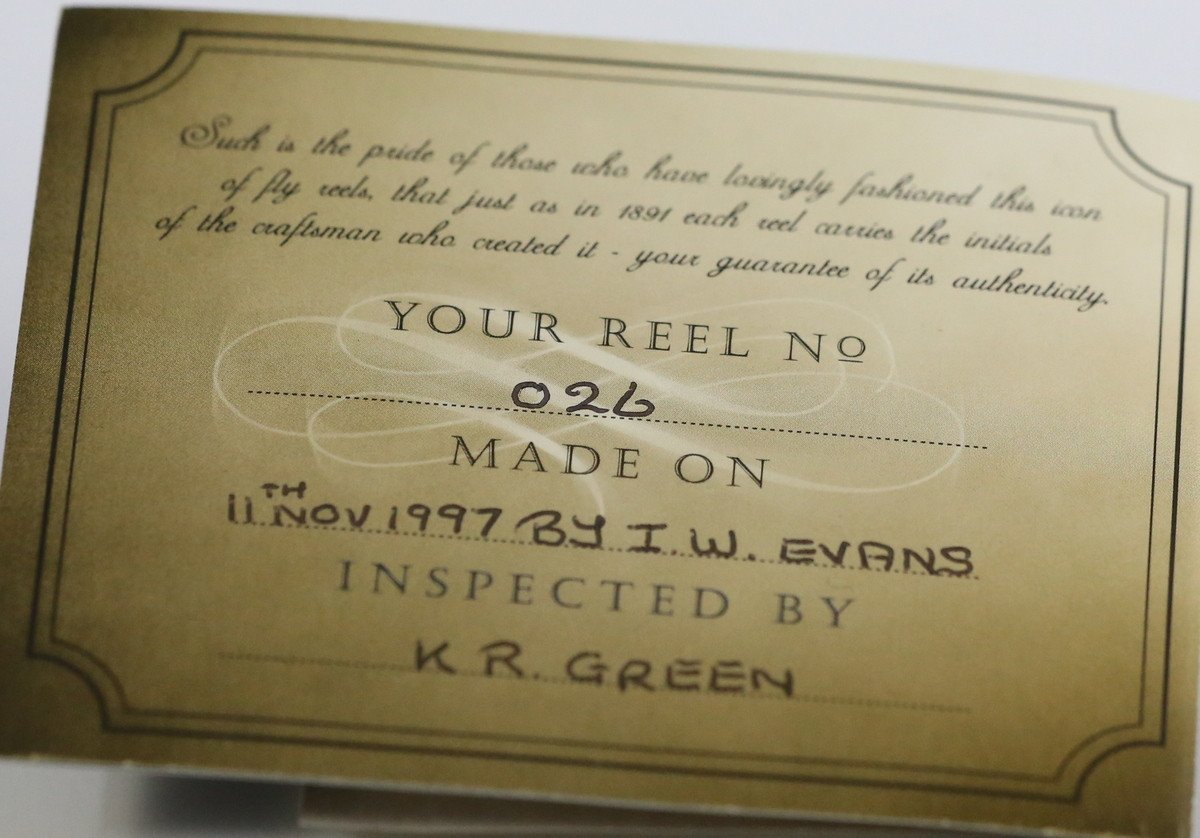 Such is the pride of those who have lovingly fashioned this icon
of fly reels, that just as in 1891 each reel carries the initials
of the craftsman who created it - your guarantee of its authenticity.
YOUR REEL Nº
026
MADE ON
11TH NOV 1997 BY I.W. EVANS
INSPECTED BY
K R. GREEN